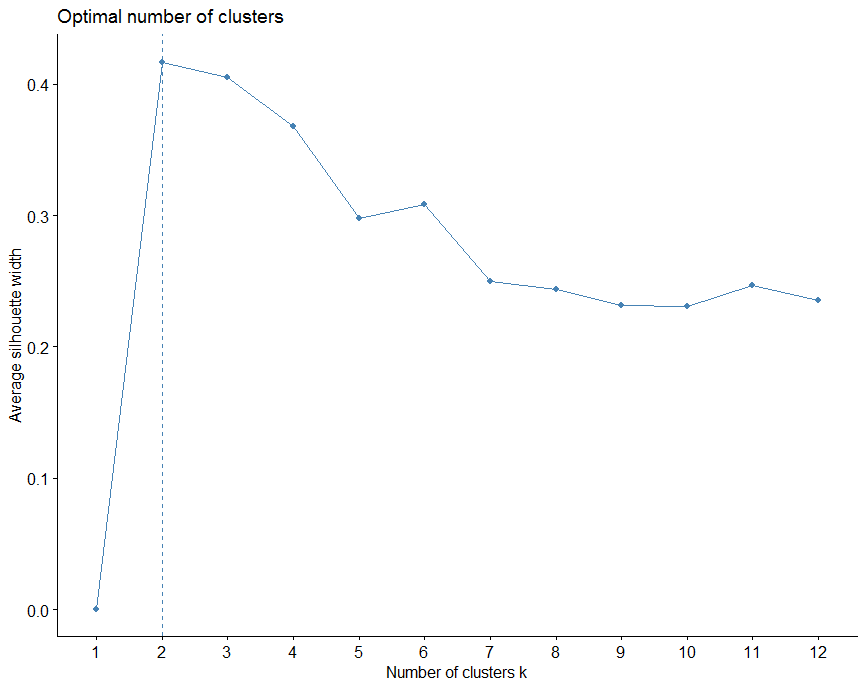 Optimal number of clusters
Average silhouette width
0.4
0.3
0.2
0.1
0.0
1 2 3 4 5 6 7 8 9 10 11 12
Number of clusters k